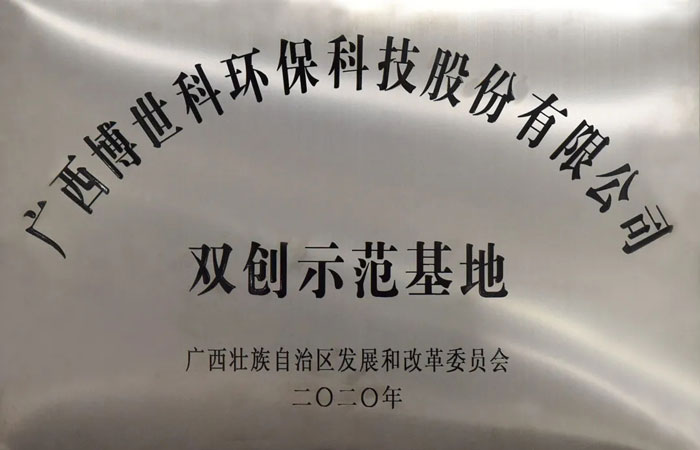 广西博世科环保科技股份有限公司
双创示范基地
广西壮族自治区发展和改革委员会
二〇二〇年